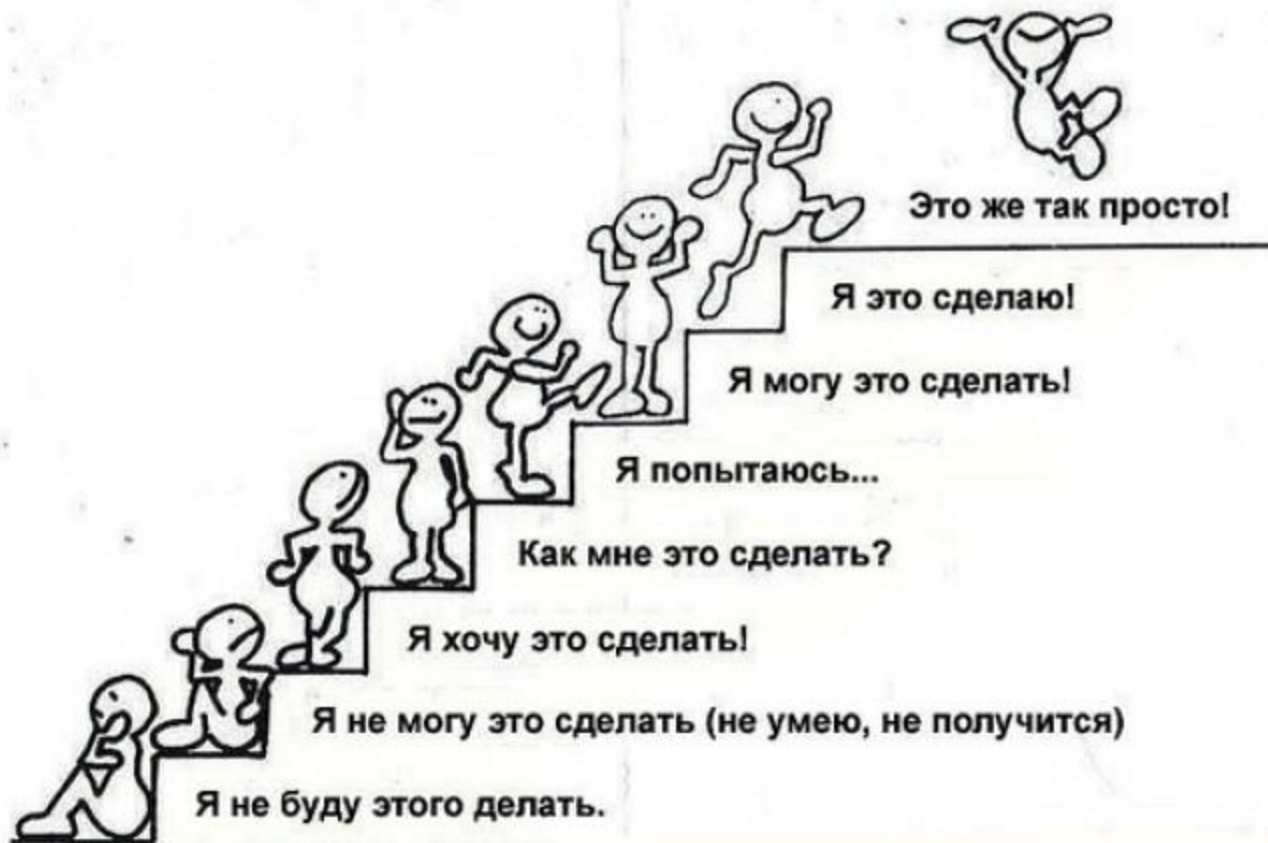 Это же так просто!
Я это сделаю!
Я могу это сделать!
Я попытаюсь...
Как мне это сделать?
Я хочу это сделать!
Я не могу это сделать (не умею, не получится)
Я не буду этого делать.